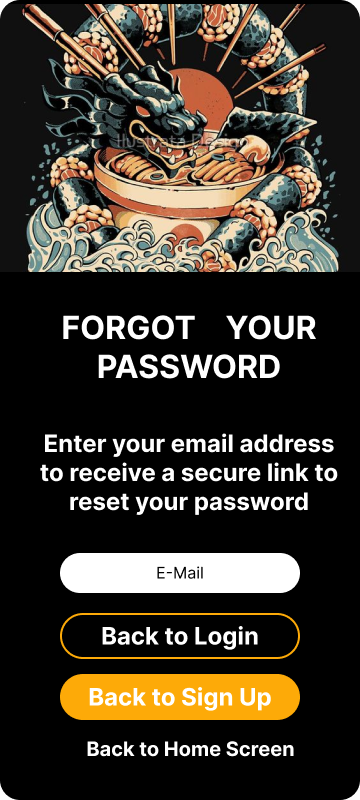 FORGOT YOUR
PASSWORD
Enter your email address
to receive a secure link to
reset your password
E-Mail
Back to Login
Back to Sign Up
Back to Home Screen